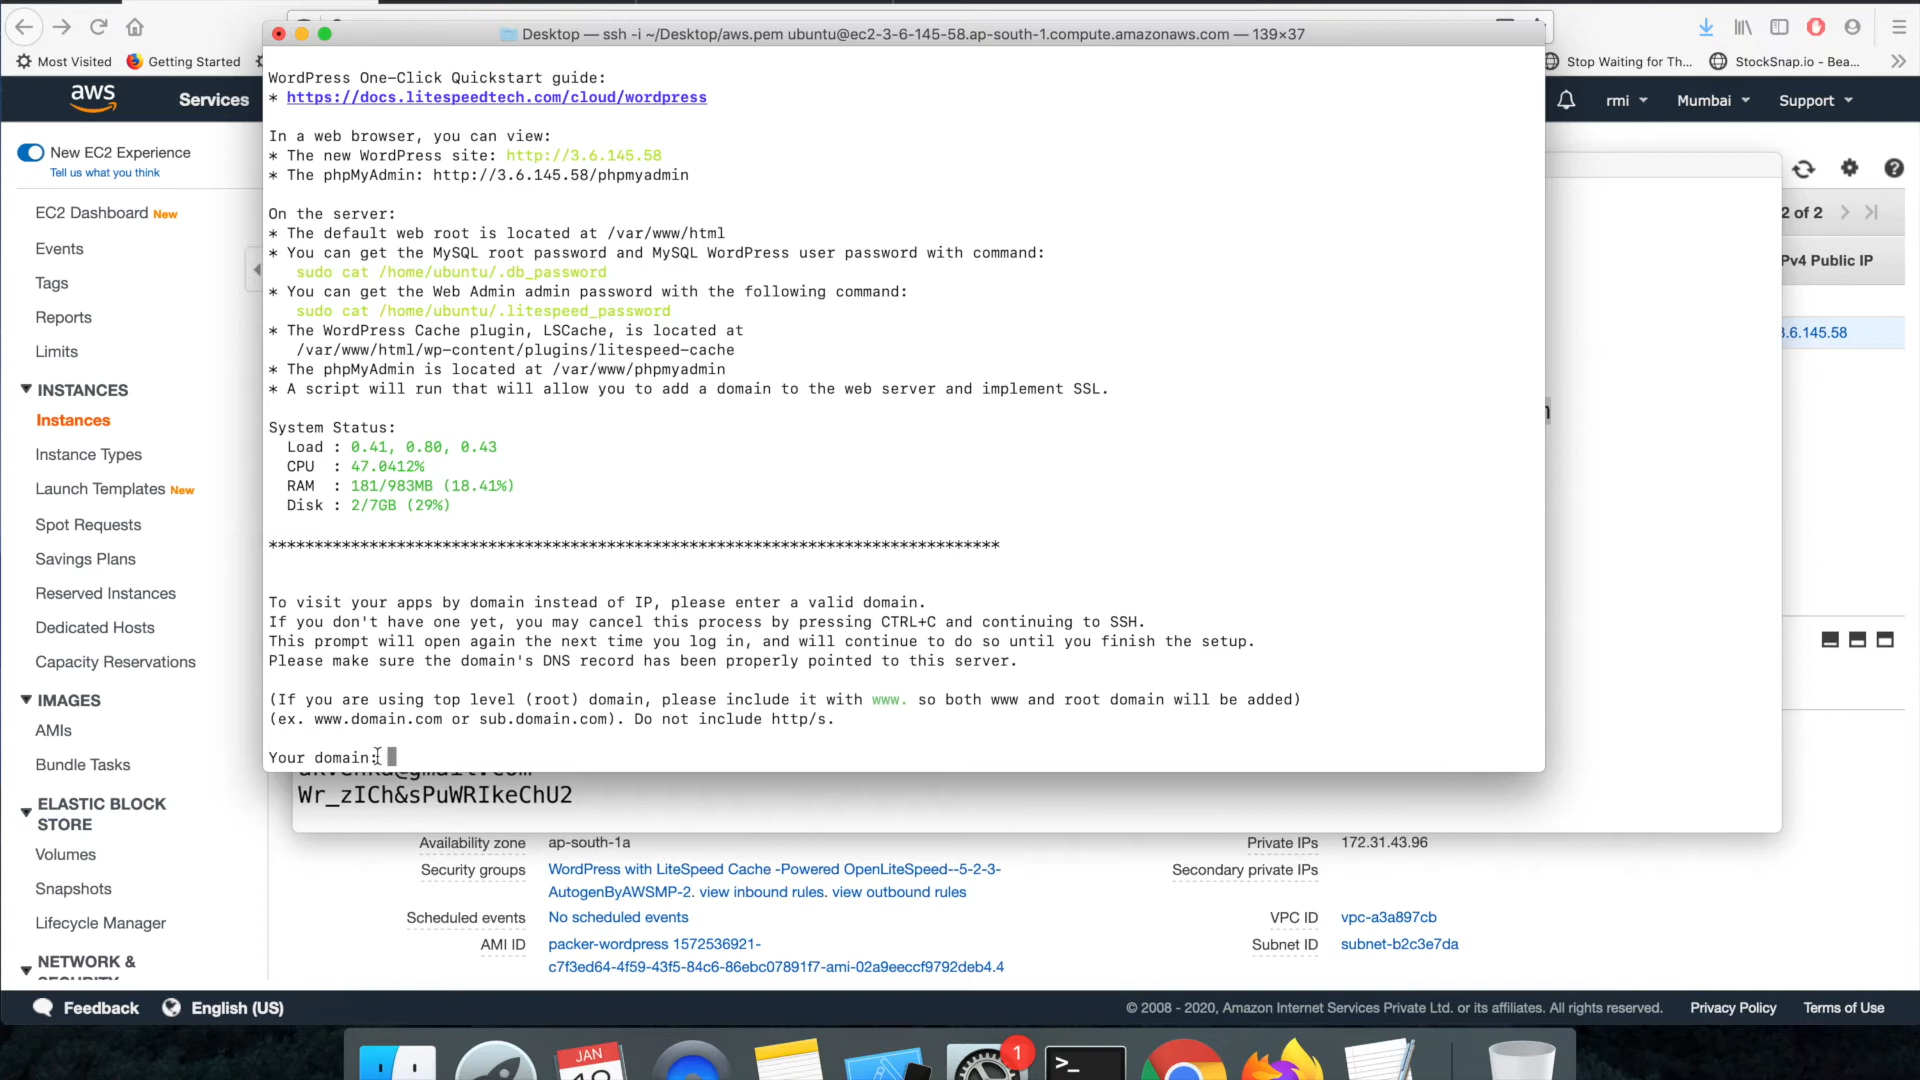 Desktop — ssh -i ~/Desktop/aws.pem ubuntu@ec2-3-6-145-58.ap-south-1.compute.amazonaws.com — 139×37
Most Visited
Getting Started
Stop Waiting for Th...
StockSnap.io - Bea...
aws
Services
rmi
Mumbai
Support
New EC2 Experience
Tell us what you think
EC2 Dashboard New
Events
Tags
Reports
Limits
INSTANCES
Instances
Instance Types
Launch Templates New
Spot Requests
Savings Plans
Reserved Instances
Dedicated Hosts
Capacity Reservations
IMAGES
AMIs
Bundle Tasks
ELASTIC BLOCK
STORE
Volumes
Snapshots
Lifecycle Manager
NETWORK &
WordPress One-Click Quickstart guide:
* https://docs.litespeedtech.com/cloud/wordpress
In a web browser, you can view:
* The new WordPress site: http://3.6.145.58
* The phpMyAdmin: http://3.6.145.58/phpmyadmin
On the server:
* The default web root is located at /var/www/html
* You can get the MySQL root password and MySQL WordPress user password with command:
sudo cat /home/ubuntu/.db_password
* You can get the Web Admin admin password with the following command:
sudo cat /home/ubuntu/.litespeed_password
* The WordPress Cache plugin, LSCache, is located at
/var/www/html/wp-content/plugins/litespeed-cache
* The phpMyAdmin is located at /var/www/phpmyadmin
* A script will run that will allow you to add a domain to the web server and implement SSL.
System Status:
Load : 0.41, 0.80, 0.43
CPU : 47.0412%
RAM : 181/983MB (18.41%)
Disk : 2/7GB (29%)
********************************************************************************
To visit your apps by domain instead of IP, please enter a valid domain.
If you don't have one yet, you may cancel this process by pressing CTRL+C and continuing to SSH.
This prompt will open again the next time you log in, and will continue to do so until you finish the setup.
Please make sure the domain's DNS record has been properly pointed to this server.
(If you are using top level (root) domain, please include it with www. so both www and root domain will be added)
(ex. www.domain.com or sub.domain.com). Do not include http/s.
Your domain:
Wr_zICh&sPuWRIkeChU2
2 of 2
Pv4 Public IP
3.6.145.58
Availability zone ap-south-1a
Security groups WordPress with LiteSpeed Cache -Powered OpenLiteSpeed--5-2-3-
AutogenByAWSMP-2. view inbound rules. view outbound rules
Scheduled events No scheduled events
AMI ID packer-wordpress 1572536921-
c7f3ed64-4f59-43f5-84c6-86ebc07891f7-ami-02a9eeccf9792deb4.4
Private IPs 172.31.43.96
Secondary private IPs
VPC ID vpc-a3a897cb
Subnet ID subnet-b2c3e7da
Feedback
English (US)
© 2008 - 2020, Amazon Internet Services Private Ltd. or its affiliates. All rights reserved.
Privacy Policy
Terms of Use
JAN
1